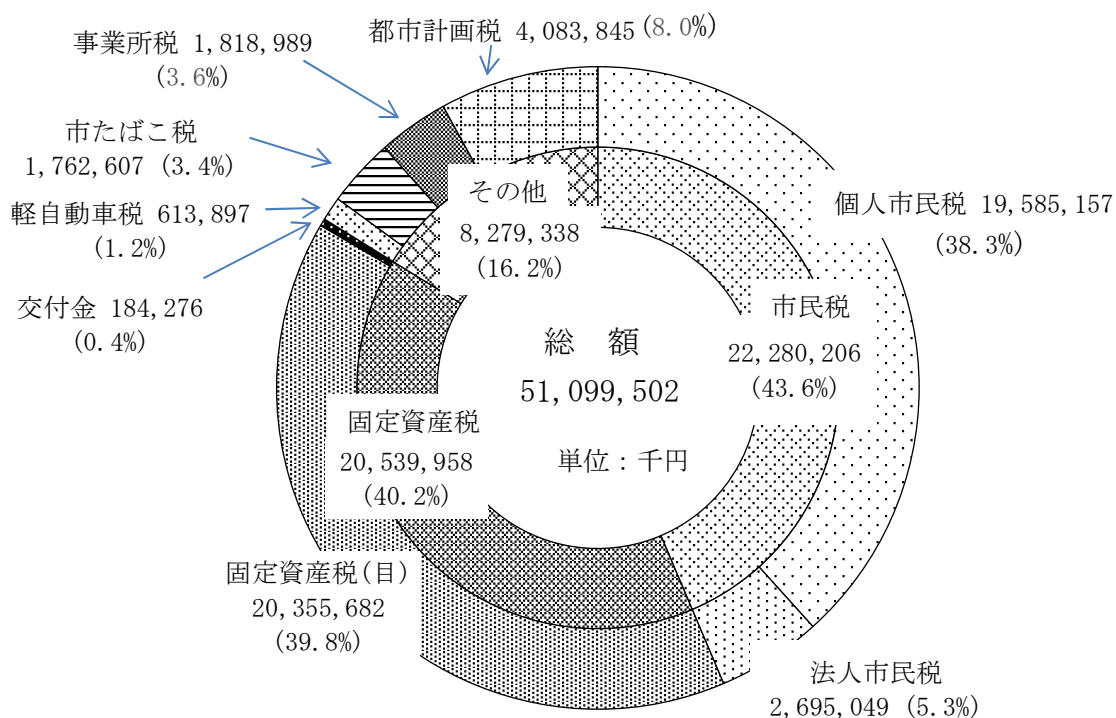 都市計画税 4,083,845(8.0%)
事業所税 1,818,989
(3.6%)
市たばこ税
1,762,607 (3.4%)
軽自動車税 613,897
(1.2%)
交付金 184,276
(0.4%)
その他
8,279,338
(16.2%)
個人市民税 19,585,157
(38.3%)
市民税
22,280,206
(43.6%)
総 額
51,099,502
単位：千円
固定資産税
20,539,958
(40.2%)
固定資産税(目)
20,355,682
(39.8%)
法人市民税
2,695,049 (5.3%)